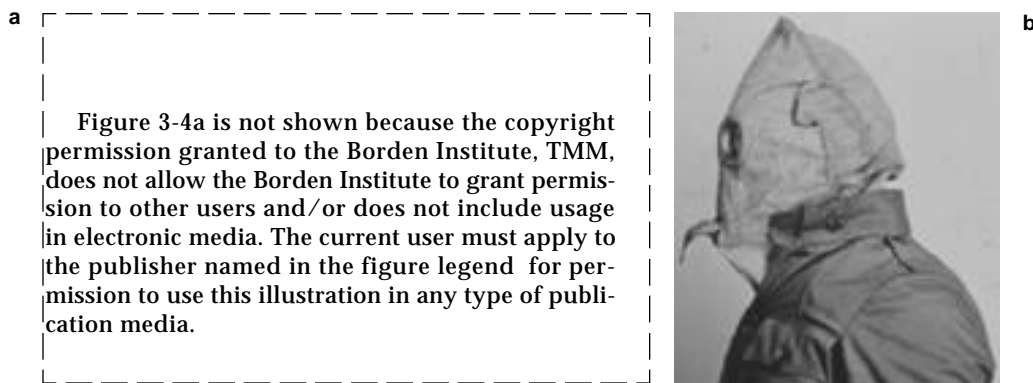 a
b
Figure 3-4a is not shown because the copyright
permission granted to the Borden Institute, TMM,
does not allow the Borden Institute to grant permis-
sion to other users and/or does not include usage
in electronic media. The current user must apply to
the publisher named in the figure legend for per-
mission to use this illustration in any type of publi-
cation media.